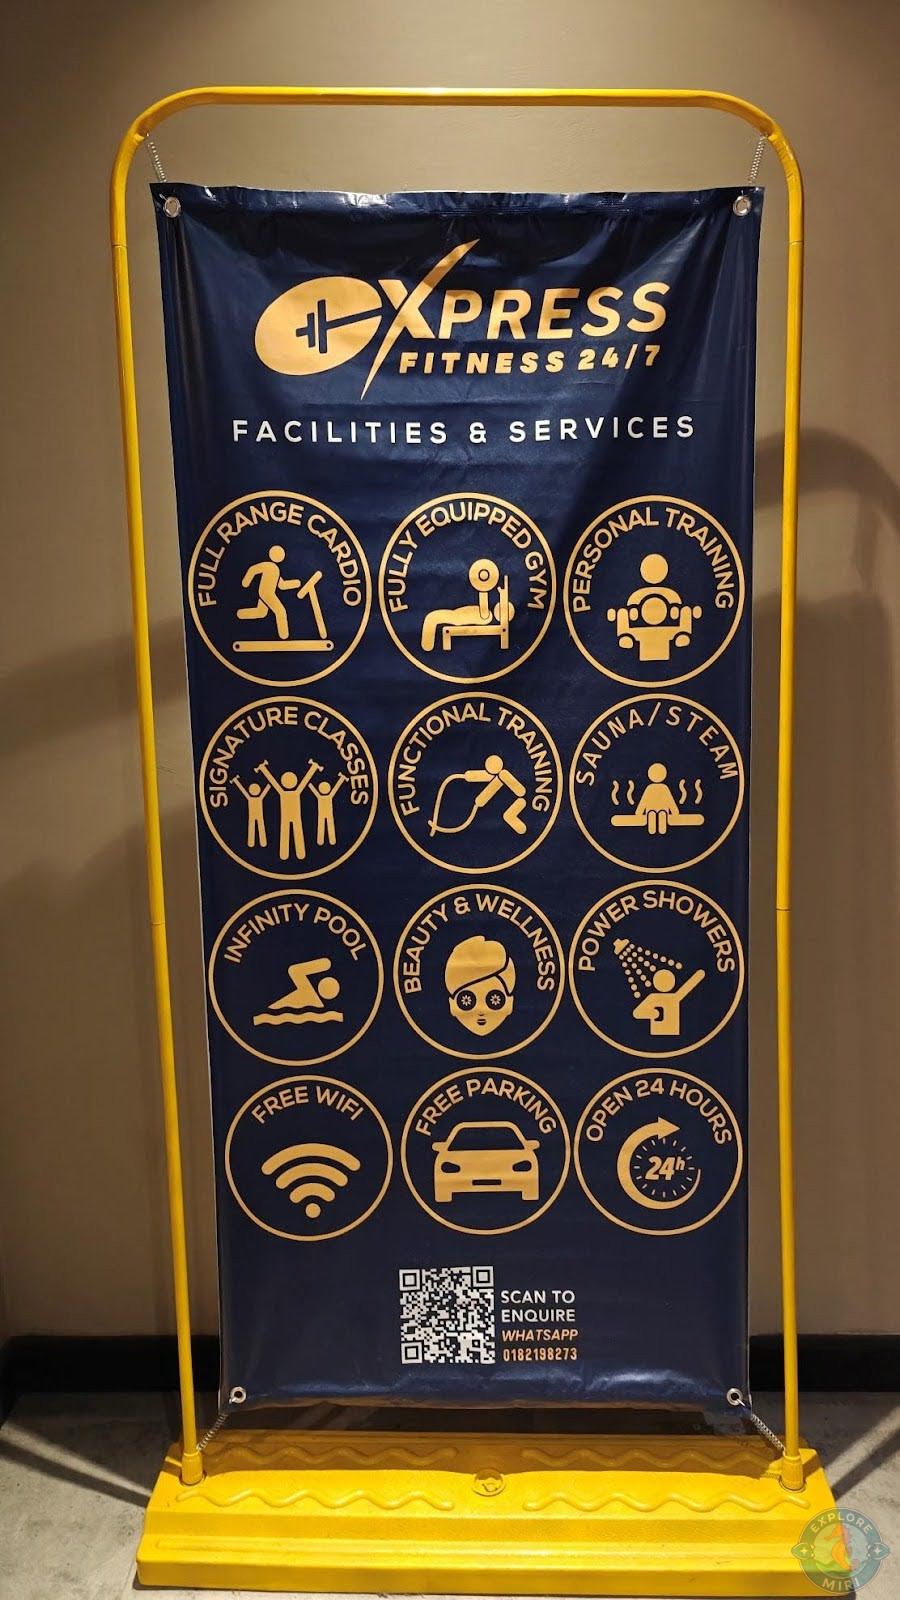 eXPRESS
FITNESS 24/7
FACILITIES & SERVICES
FULL RANGE CARDIO
FULLY EQUIPPED GYM
PERSONAL TRAINING
SIGNATURE CLASSES
FUNCTIONAL TRAINING
SAUNA/STEAM
INFINITY POOL
BEAUTY & WELLNESS
POWER SHOWERS
FREE WIFI
FREE PARKING
OPEN 24 HOURS
24h
SCAN TO
ENQUIRE
WHATSAPP
0182198273
EXPLORE
MIRI